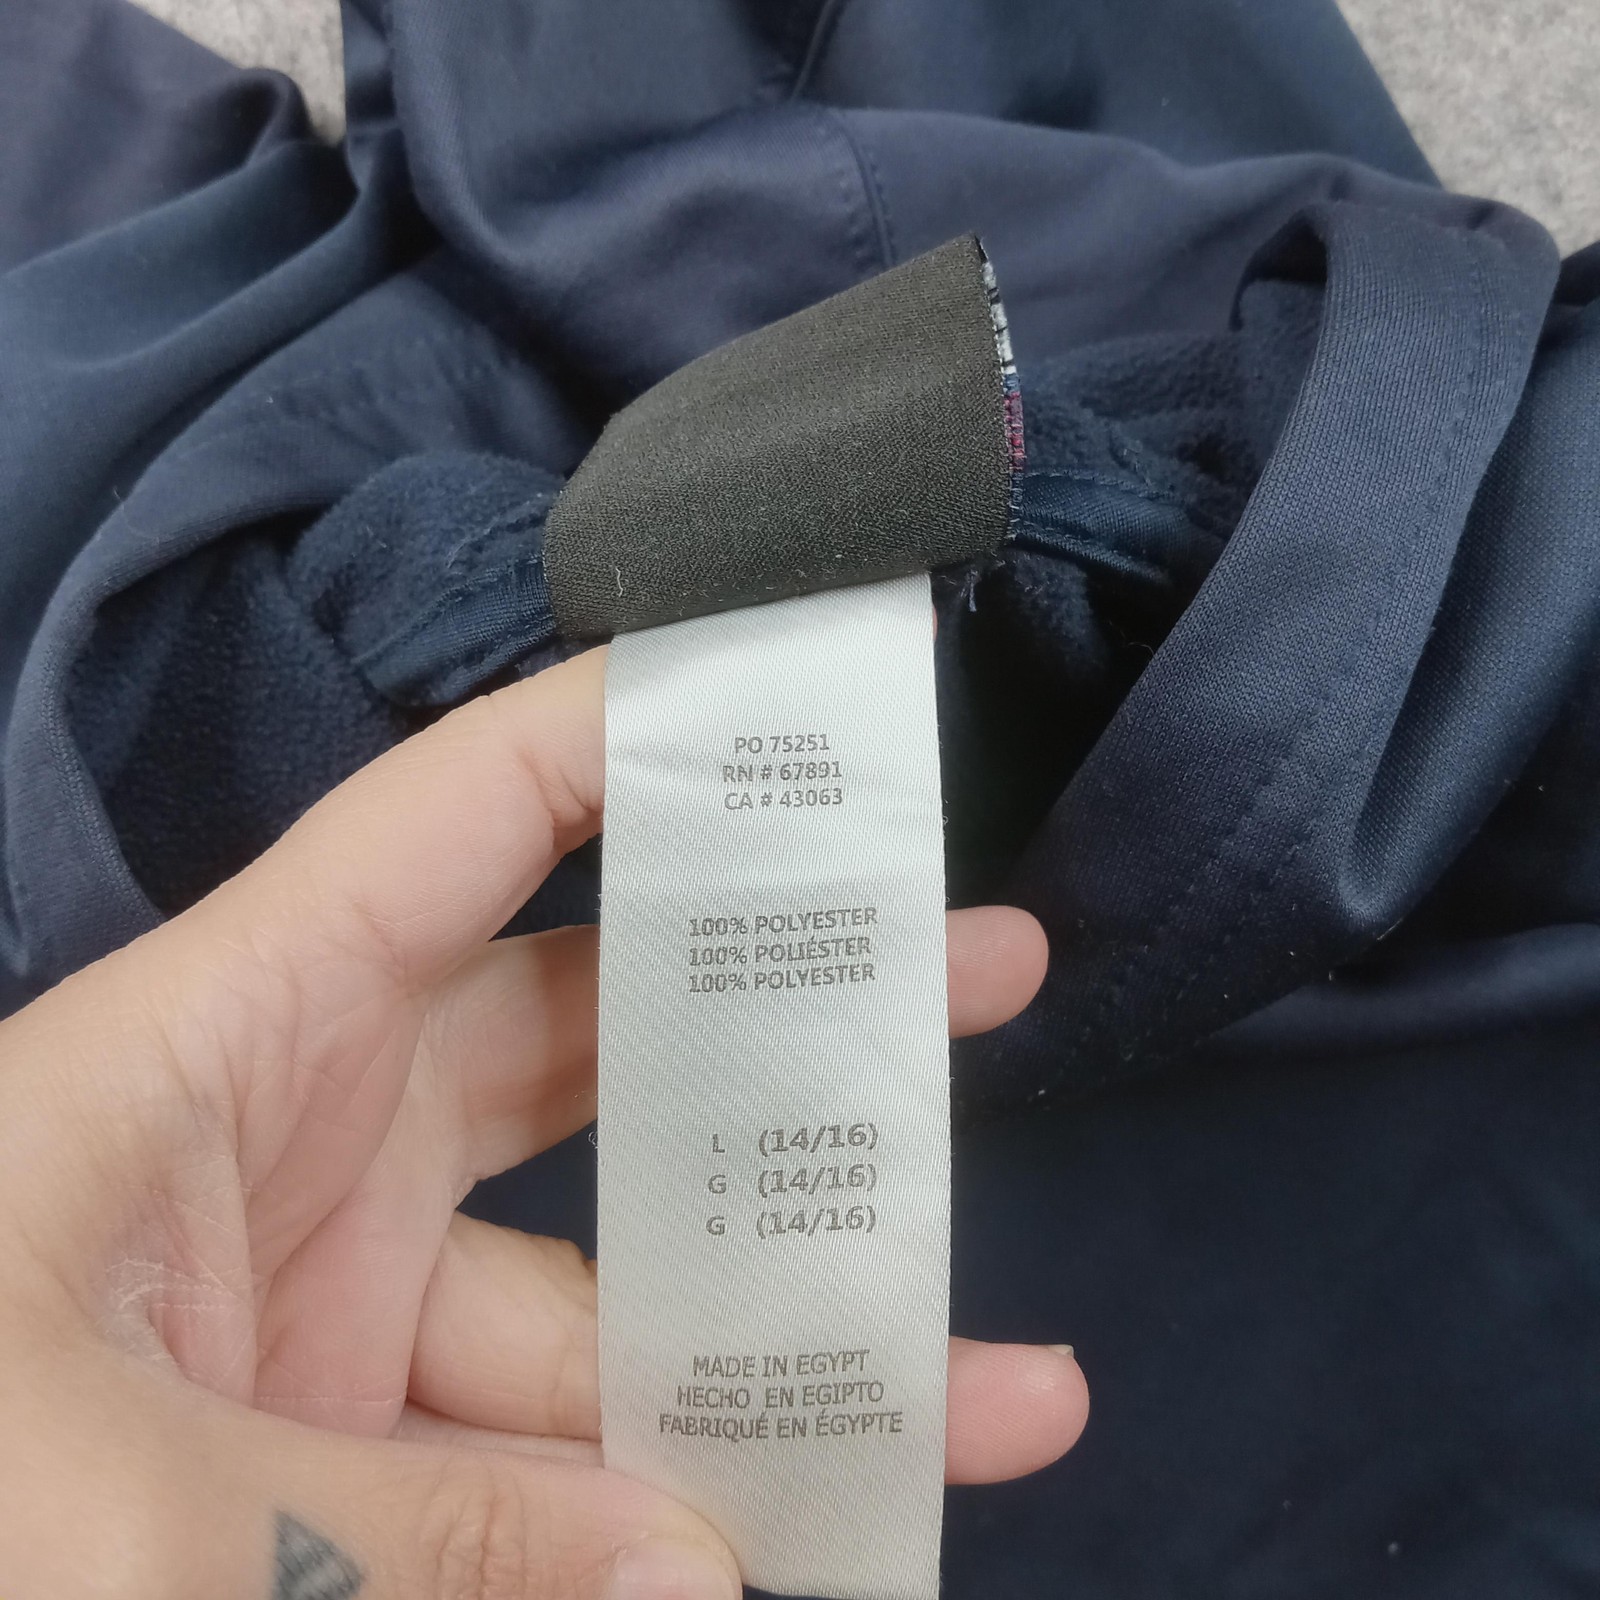 PO 75251
RN # 67891
CA # 43063
100% POLYESTER
100% POLIÉSTER
100% POLYESTER
L (14/16)
G (14/16)
G (14/16)
MADE IN EGYPT
HECHO EN EGIPTO
FABRIQUÉ EN ÉGYPTE